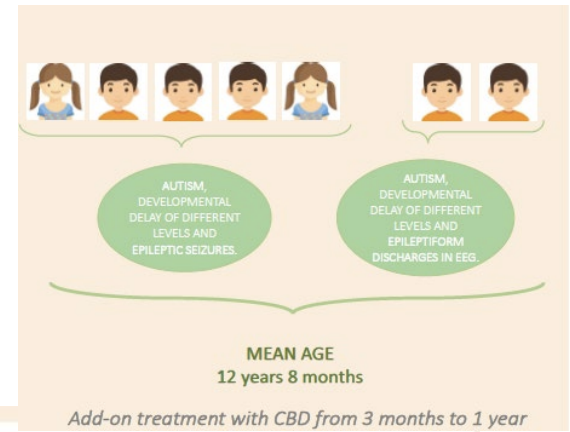 AUTISM,
DEVELOPMENTAL
DELAY OF DIFFERENT
LEVELS AND
EPILEPTIC SEIZURES.
AUTISM,
DEVELOPMENTAL
DELAY OF DIFFERENT
LEVELS AND
EPILEPTIFORM
DISCHARGES IN EEG.
MEAN AGE
12 years 8 months
Add-on treatment with CBD from 3 months to 1 year